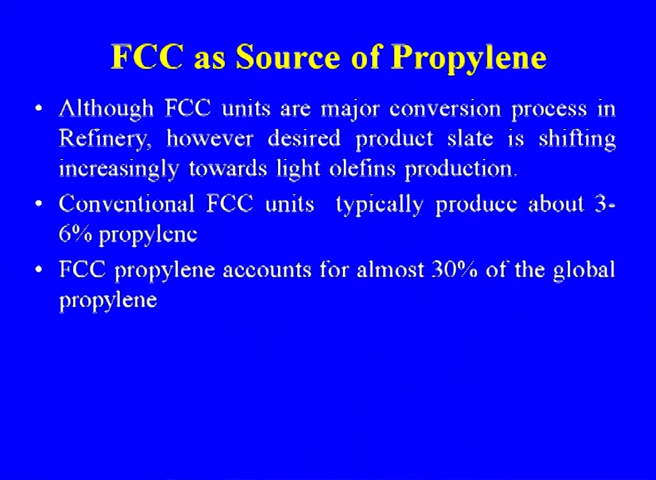 FCC as Source of Propylene
• Although FCC units are major conversion process in
Refinery, however desired product slate is shifting
increasingly towards light olefins production.
• Conventional FCC units typically produce about 3-
6% propylene
• FCC propylene accounts for almost 30% of the global
propylene